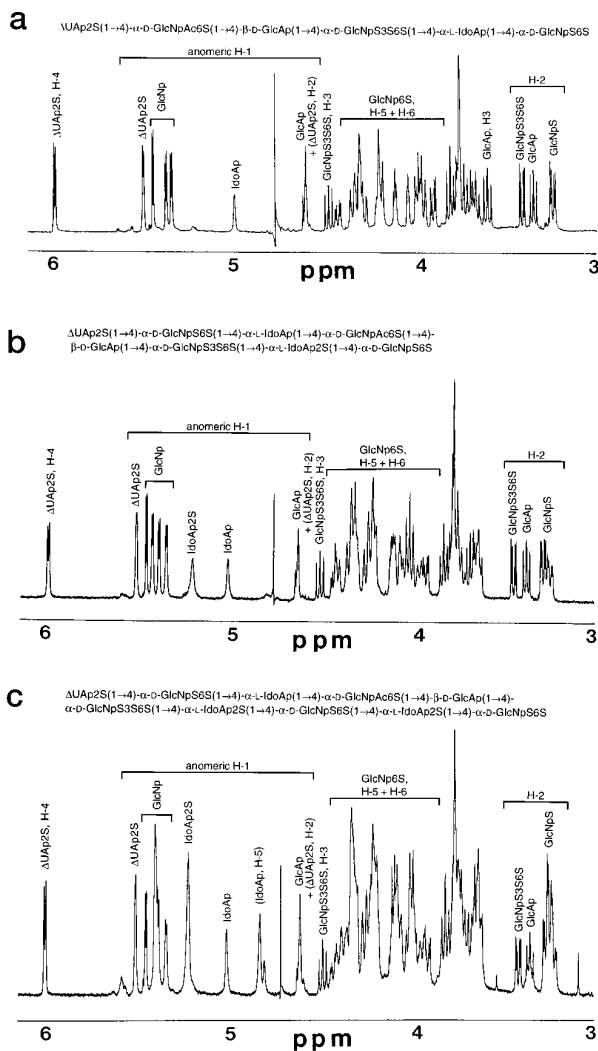 a
ΔUAp2S(1→4)-α-D-GlcNpAc6S(1→4)-β-D-GlcAp(1→4)-α-D-GlcNpS3S6S(1→4)-α-L-IdoAp(1→4)-α-D-GlcNpS6S
ΔUAp2S, H-4
anomeric H-1
ΔUAp2S
GlcNp
IdoAp
GlcAp
+ (ΔUAp2S, H-2)
GlcNpS3S6S, H-3
GlcNp6S,
H-5 + H-6
GlcAp, H3
H-2
GlcNpS3S6S
GlcAp
GlcNpS
6 5 4 3
ppm
b
ΔUAp2S(1→4)-α-D-GlcNpS6S(1→4)-α-L-IdoAp(1→4)-α-D-GlcNpAc6S(1→4)-
β-D-GlcAp(1→4)-α-D-GlcNpS3S6S(1→4)-α-L-IdoAp2S(1→4)-α-D-GlcNpS6S
ΔUAp2S, H-4
anomeric H-1
ΔUAp2S
GlcNp
IdoAp2S
IdoAp
GlcAp
+ (ΔUAp2S, H-2)
GlcNpS3S6S, H-3
GlcNp6S,
H-5 + H-6
H-2
GlcNpS3S6S
GlcAp
GlcNpS
6 5 4 3
ppm
c
ΔUAp2S(1→4)-α-D-GlcNpS6S(1→4)-α-L-IdoAp(1→4)-α-D-GlcNpAc6S(1→4)-β-D-GlcAp(1→4)-
α-D-GlcNpS3S6S(1→4)-α-L-IdoAp2S(1→4)-α-D-GlcNpS6S(1→4)-α-L-IdoAp2S(1→4)-α-D-GlcNpS6S
ΔUAp2S, H-4
anomeric H-1
ΔUAp2S
GlcNp
IdoAp2S
IdoAp
(IdoAp, H-5)
GlcAp
+ (ΔUAp2S, H-2)
GlcNpS3S6S, H-3
GlcNp6S,
H-5 + H-6
H-2
GlcNpS3S6S
GlcAp
GlcNpS
6 5 4 3
ppm